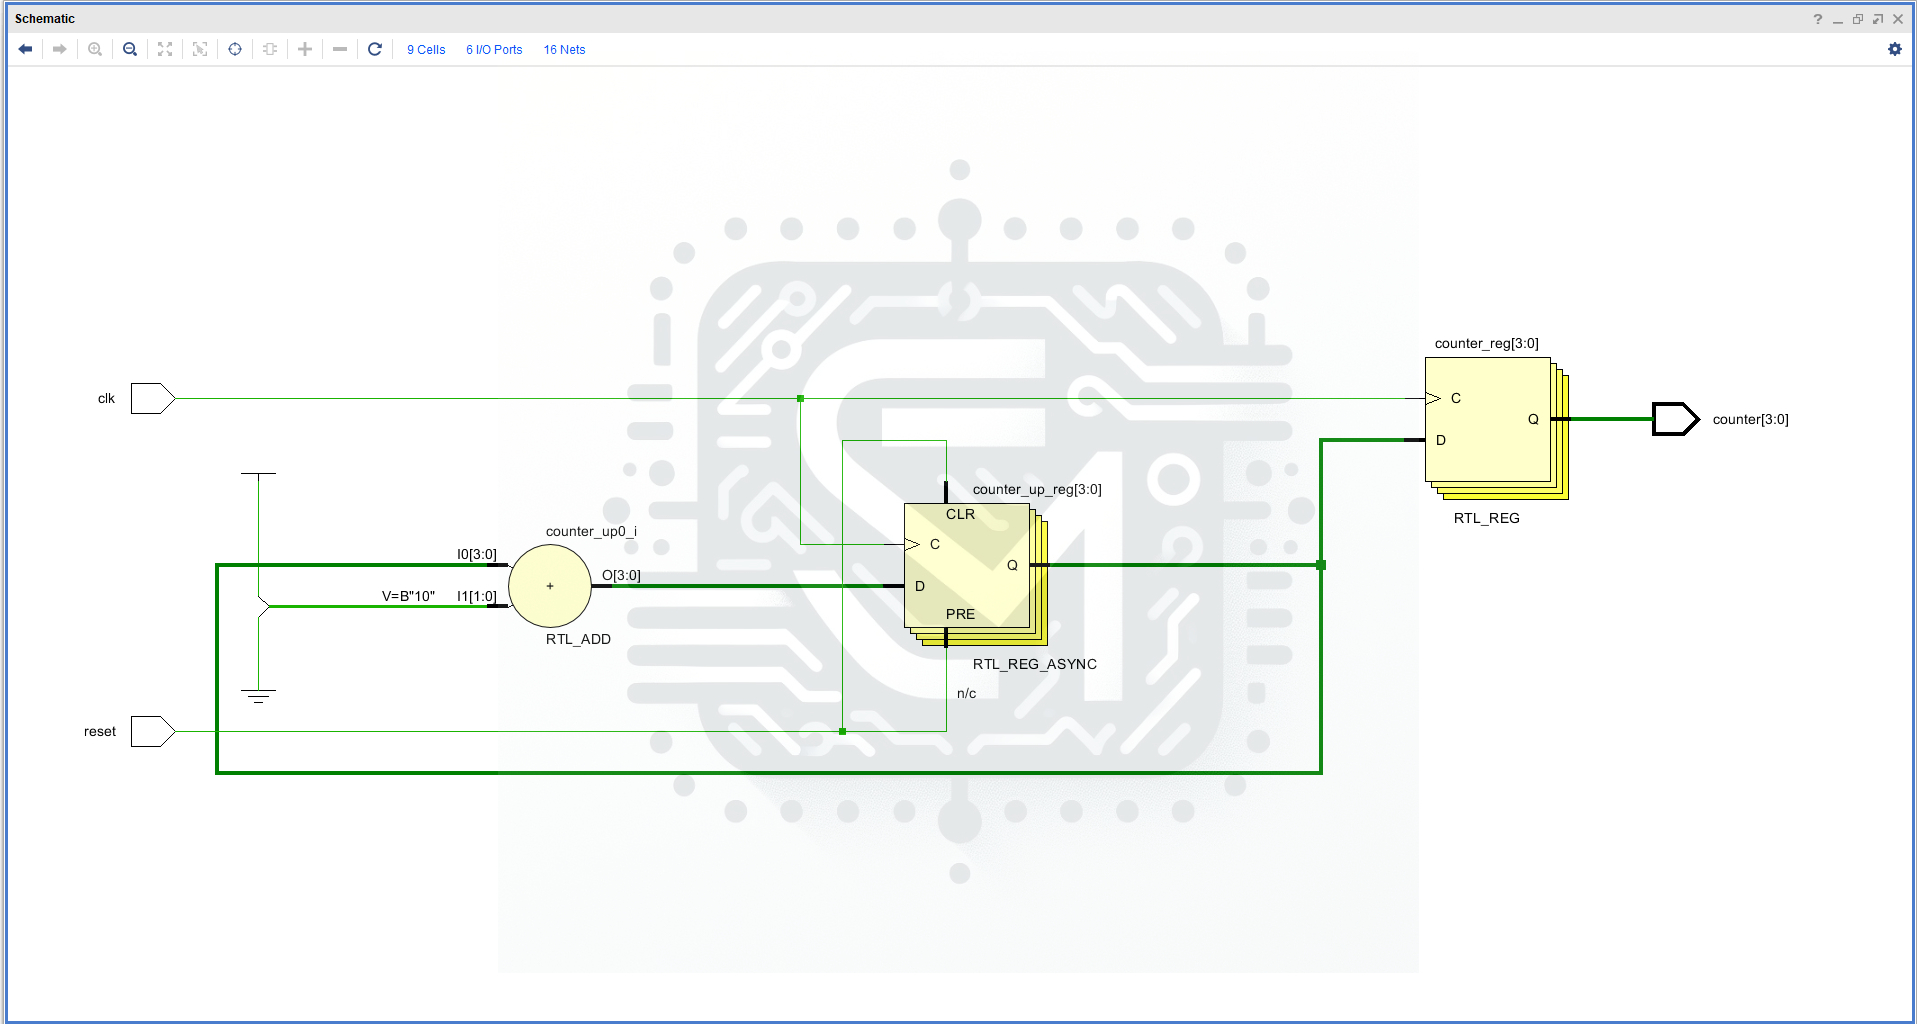 Schematic
9 Cells 6 I/O Ports 16 Nets
counter_reg[3:0]
clk
C
Q
counter[3:0]
D
RTL_REG
counter_up_reg[3:0]
CLR
C
Q
D
PRE
RTL_REG_ASYNC
n/c
counter_up0_i
I0[3:0]
+
O[3:0]
V=B"10" I1[1:0]
RTL_ADD
reset